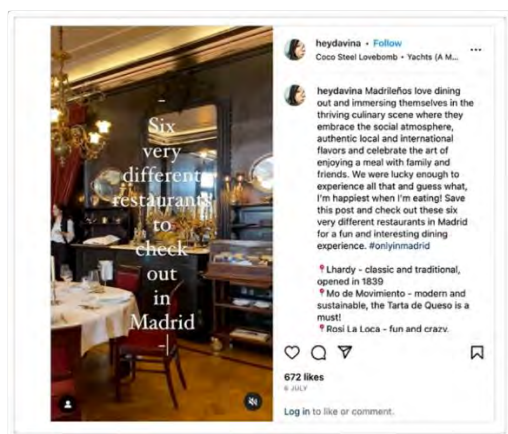 -
Six
very
different
restaurants
to
check
out
in
Madrid
-|
heydavina • Follow
Coco Steel Lovebomb • Yachts (A M...
heydavina Madrileños love dining
out and immersing themselves in the
thriving culinary scene where they
embrace the social atmosphere,
authentic local and international
flavors and celebrate the art of
enjoying a meal with family and
friends. We were lucky enough to
experience all that and guess what,
I'm happiest when I'm eating! Save
this post and check out these six
very different restaurants in Madrid
for a fun and interesting dining
experience. #onlyinmadrid
📍Lhardy - classic and traditional,
opened in 1839
📍Mo de Movimiento - modern and
sustainable, the Tarta de Queso is a
must!
📍Rosi La Loca - fun and crazy,
672 likes
6 JULY
Log in to like or comment.